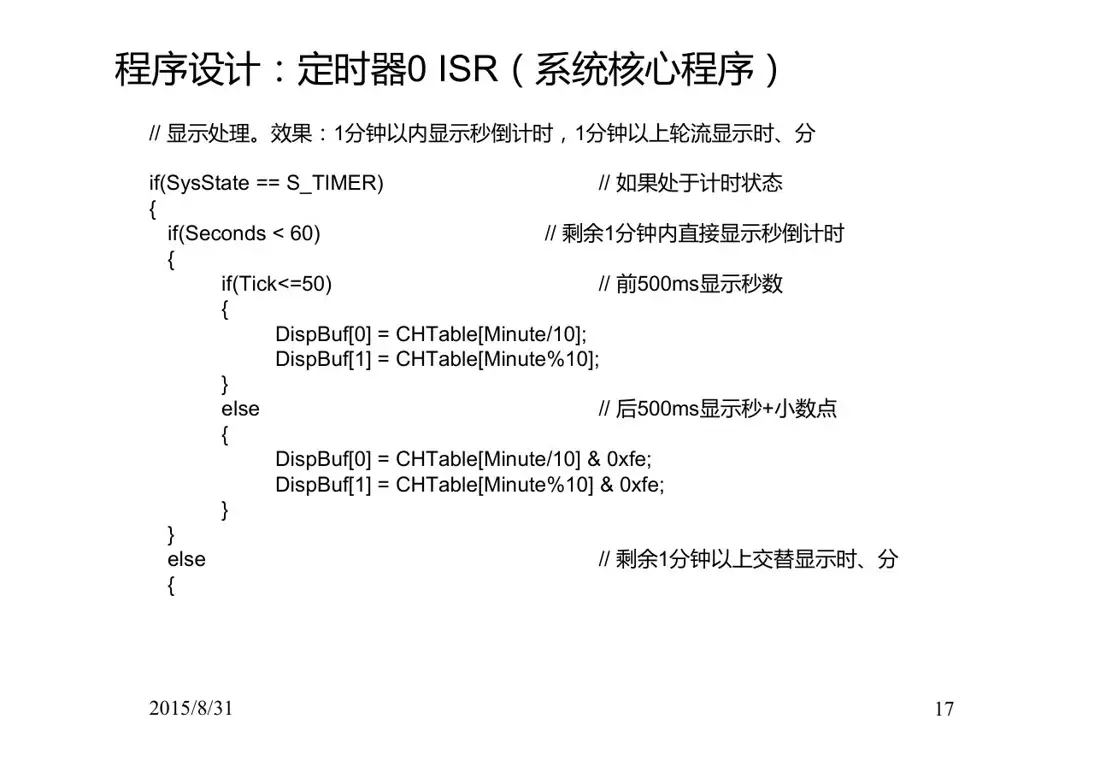 程序设计：定时器0 ISR（系统核心程序）
// 显示处理。效果：1分钟以内显示秒倒计时，1分钟以上轮流显示时、分
if(SysState == S_TIMER) // 如果处于计时状态
{
if(Seconds < 60) // 剩余1分钟内直接显示秒倒计时
{
if(Tick<=50) // 前500ms显示秒数
{
DispBuf[0] = CHTable[Minute/10];
DispBuf[1] = CHTable[Minute%10];
}
else // 后500ms显示秒+小数点
{
DispBuf[0] = CHTable[Minute/10] & 0xfe;
DispBuf[1] = CHTable[Minute%10] & 0xfe;
}
}
else // 剩余1分钟以上交替显示时、分
{
2015/8/31 17